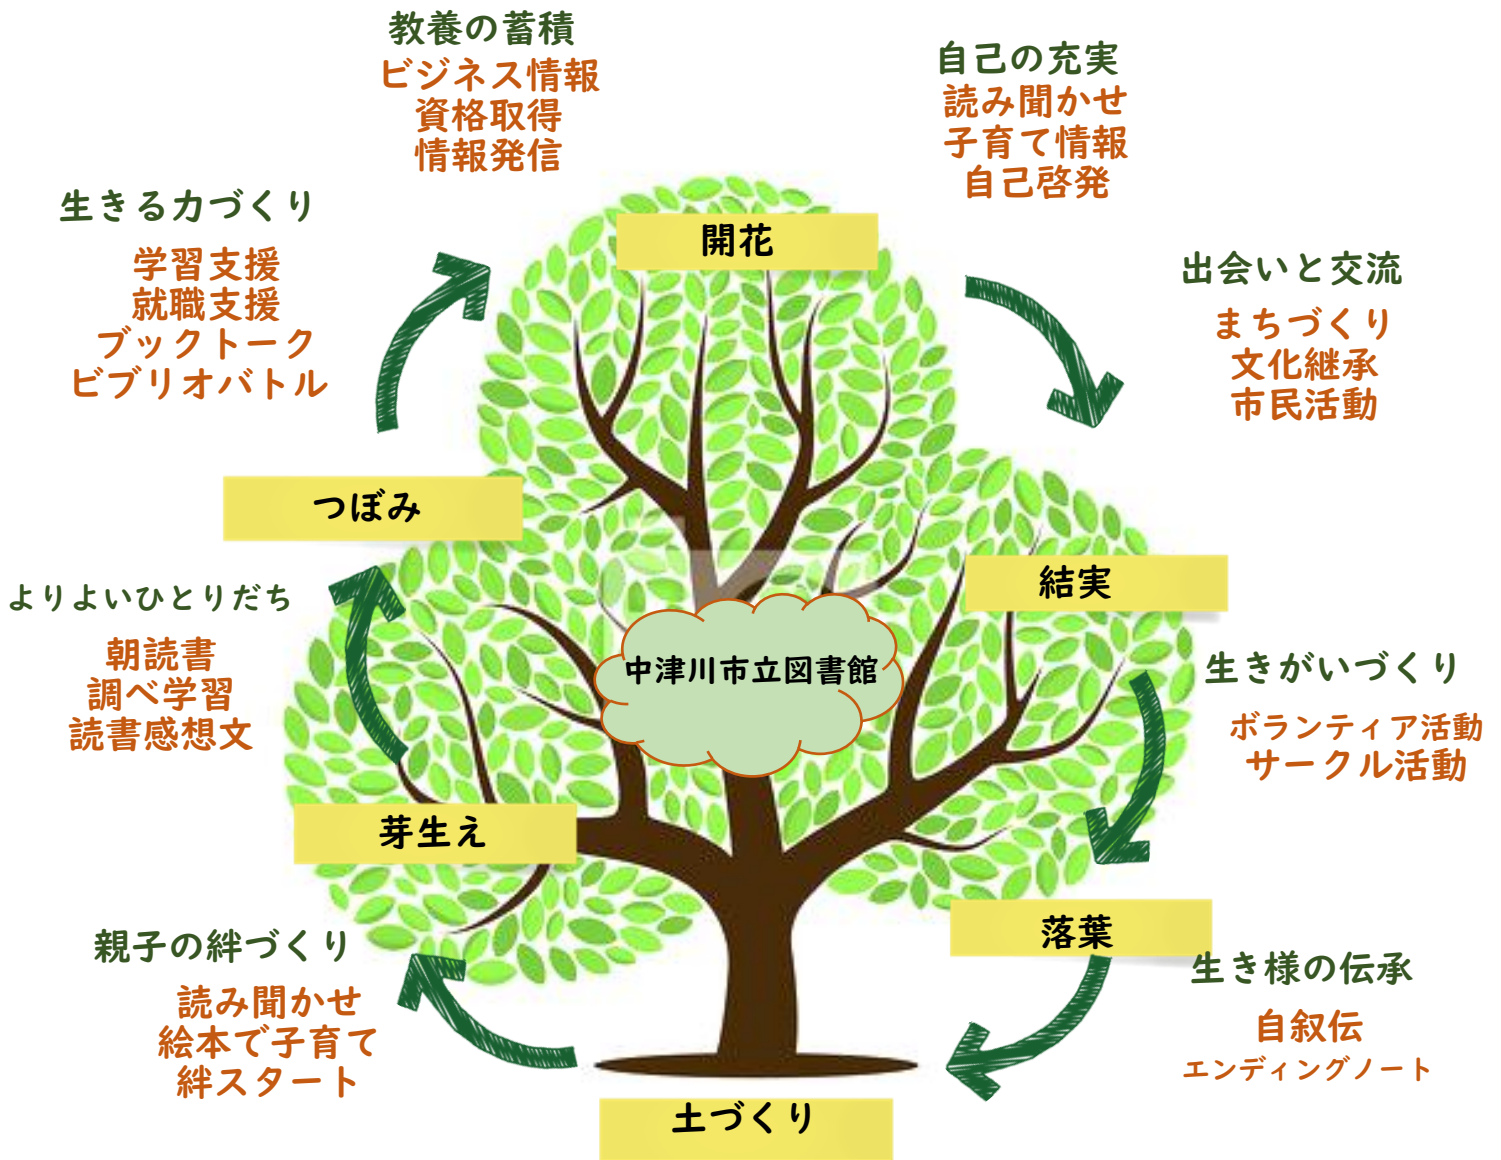 教養の蓄積
ビジネス情報
資格取得
情報発信
自己の充実
読み聞かせ
子育て情報
自己啓発
生きる力づくり
学習支援
就職支援
ブックトーク
ビブリオバトル
開花
出会いと交流
まちづくり
文化継承
市民活動
つぼみ
結実
よりよいひとりだち
朝読書
調べ学習
読書感想文
中津川市立図書館
生きがいづくり
ボランティア活動
サークル活動
芽生え
落葉
親子の絆づくり
読み聞かせ
絵本で子育て
絆スタート
生き様の伝承
自叙伝
エンディングノート
土づくり